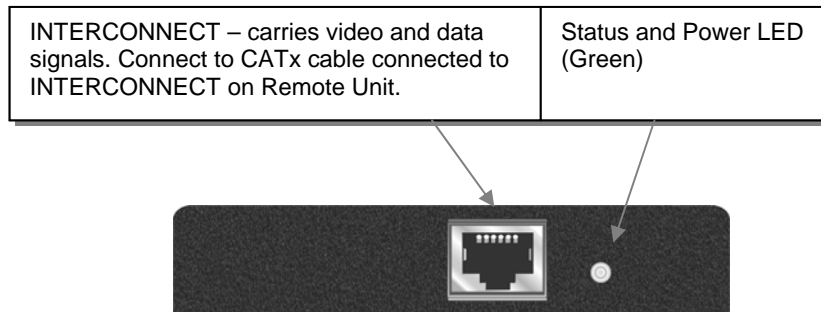 INTERCONNECT – carries video and data
signals. Connect to CATx cable connected to
INTERCONNECT on Remote Unit.
Status and Power LED
(Green)